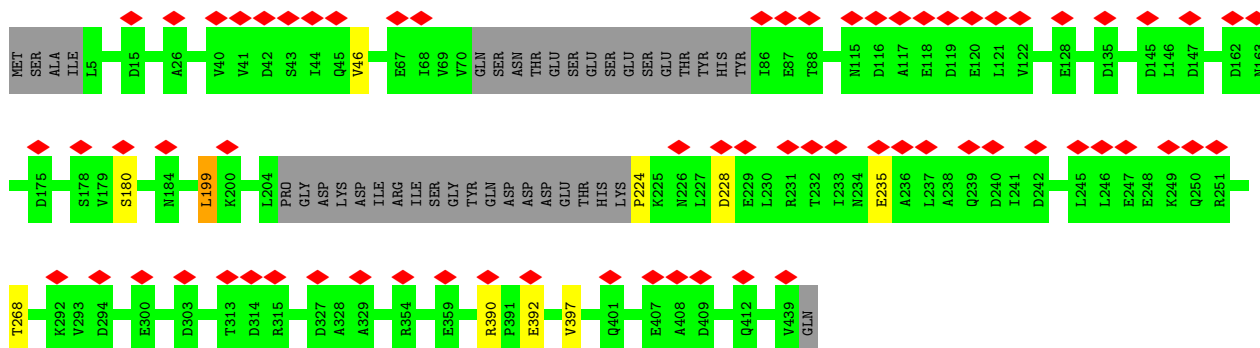 MET SER ALA ILE L5 D15 A26 V40 V41 D42 S43 I44 Q45 V46 E67 I68 V69 V70 GLN SER ASN THR GLU SER GLU SER GLU SER GLU THR TYR HIS TYR I86 E87 T88 N115 D116 A117 E118 D119 E120 L121 V122 E128 D135 D145 L146 D147 D162 N163
D175 S178 V179 S180 N184 L199 K200 L204 PRO GLY ASP LYS ASP ILE ARG ILE SER GLY TYR GLN ASP ASP ASP GLU THR HIS LYS P224 K225 N226 L227 D228 E229 L230 R231 T232 I233 N234 E235 A236 L237 A238 Q239 D240 I241 D242 L245 L246 E247 E248 K249 Q250 R251
T268 K292 V293 D294 E300 D303 T313 D314 R315 D327 A328 A329 R354 E359 R390 P391 E392 V397 Q401 E407 A408 D409 Q412 V439 GLN